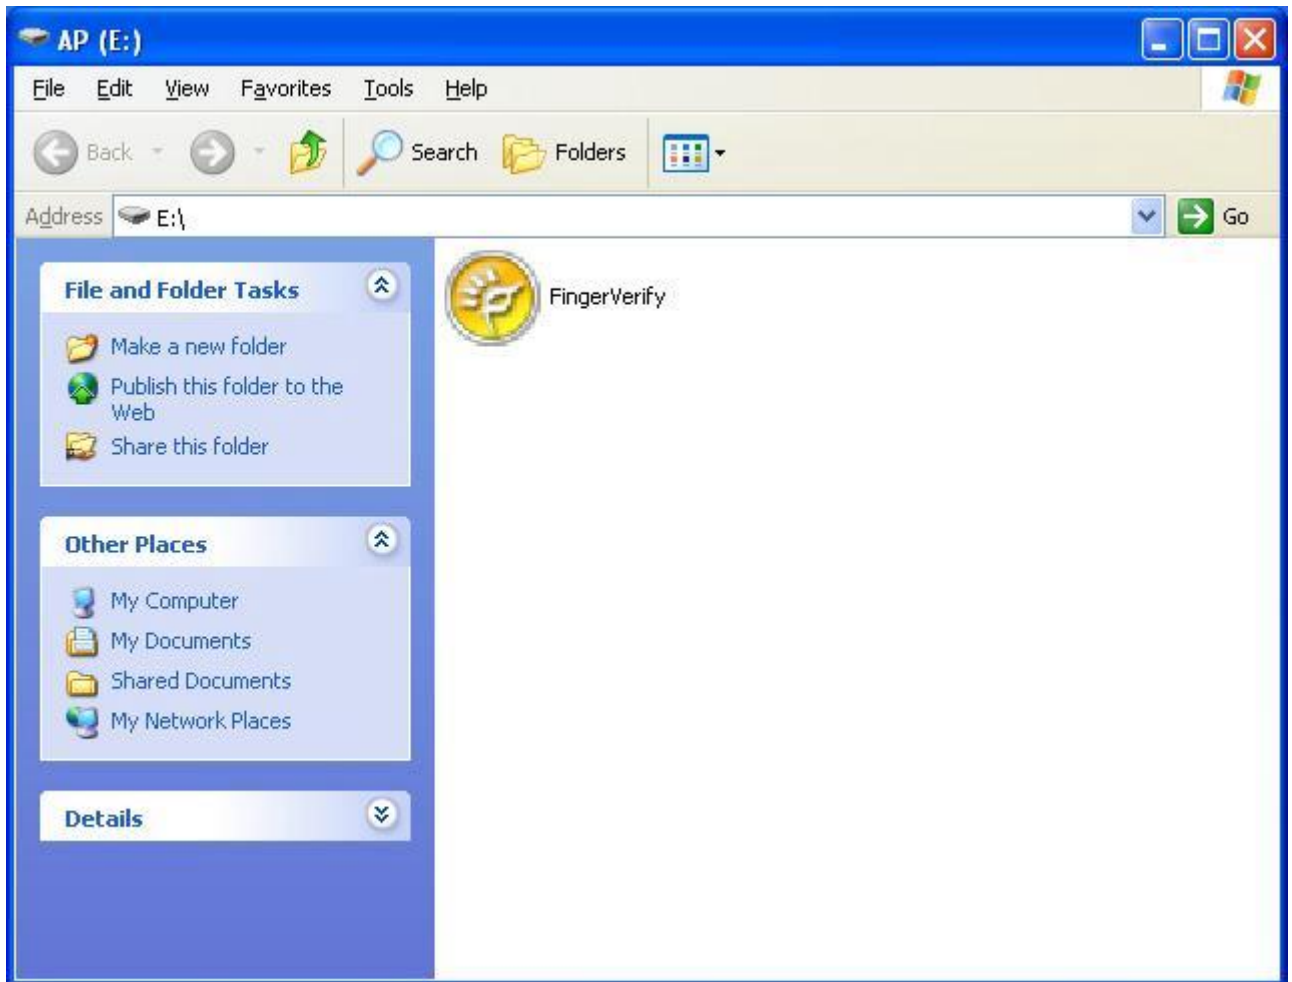 AP (E:)
File Edit View Favorites Tools Help
Back Search Folders
Address E:\ Go
File and Folder Tasks
Make a new folder
Publish this folder to the
Web
Share this folder
Other Places
My Computer
My Documents
Shared Documents
My Network Places
Details
FingerVerify